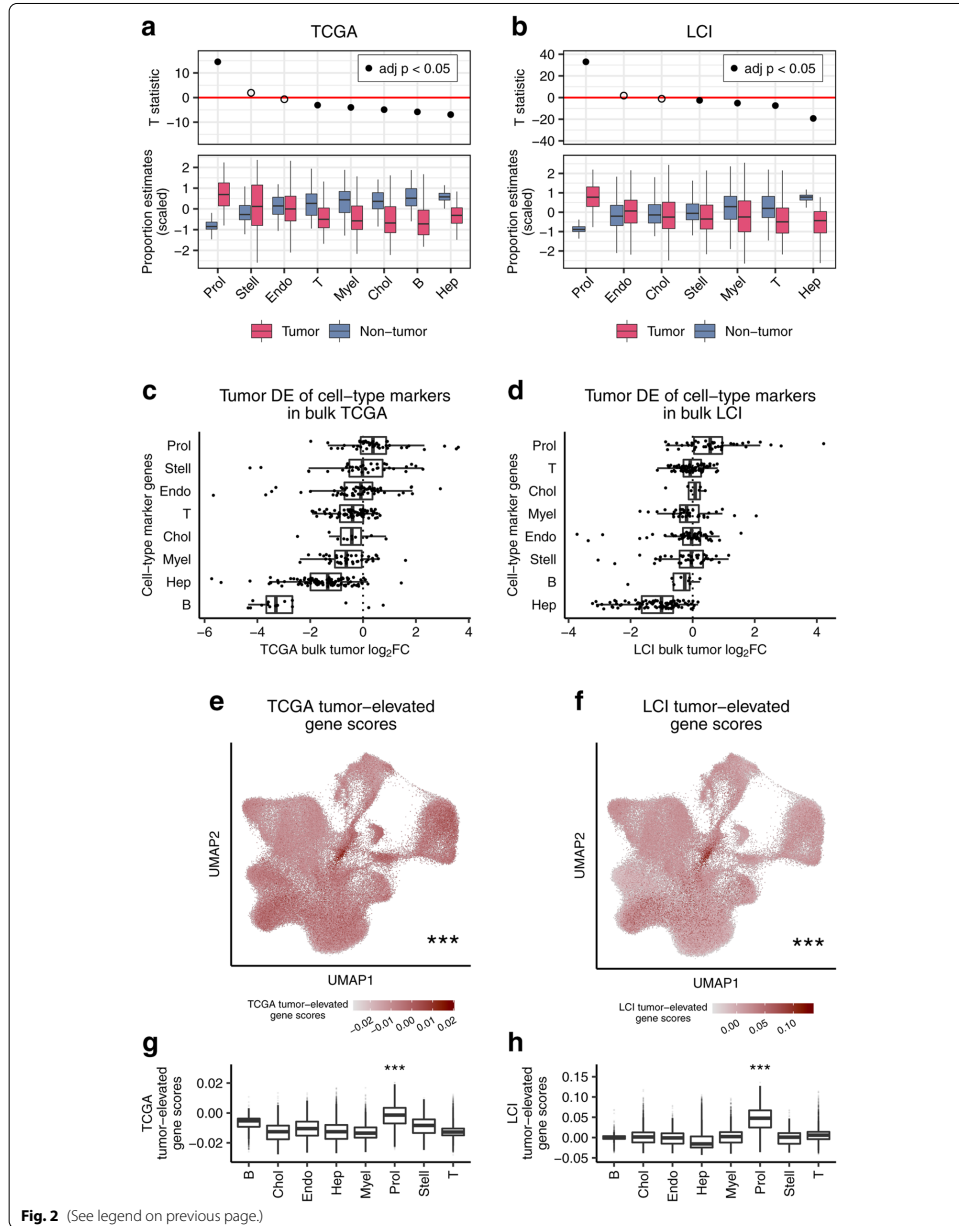 a
TCGA
T statistic
10
0
−10
adj p < 0.05
Proportion estimates
(scaled)
2
1
0
−1
−2
Prol
Stell
Endo
T
Myel
Chol
B
Hep
Tumor
Non−tumor
b
LCI
T statistic
40
20
0
−20
−40
adj p < 0.05
Proportion estimates
(scaled)
2
1
0
−1
−2
Prol
Endo
Chol
Stell
Myel
T
Hep
Tumor
Non−tumor
c
Tumor DE of cell−type markers
in bulk TCGA
Cell−type marker genes
Prol
Stell
Endo
T
Chol
Myel
Hep
B
−6
−4
−2
0
2
4
TCGA bulk tumor log2FC
d
Tumor DE of cell−type markers
in bulk LCI
Cell−type marker genes
Prol
T
Chol
Myel
Endo
Stell
B
Hep
−4
−2
0
2
4
LCI bulk tumor log2FC
e
TCGA tumor−elevated
gene scores
UMAP2
***
UMAP1
TCGA tumor−elevated
gene scores
−0.02
−0.01
0.00
0.01
0.02
f
LCI tumor−elevated
gene scores
UMAP2
***
UMAP1
LCI tumor−elevated
gene scores
0.00
0.05
0.10
g
TCGA
tumor−elevated
gene scores
0.02
0.00
−0.02
***
B
Chol
Endo
Hep
Myel
Prol
Stell
T
h
LCI
tumor−elevated
gene scores
0.15
0.10
0.05
0.00
−0.05
***
B
Chol
Endo
Hep
Myel
Prol
Stell
T
Fig. 2 (See legend on previous page.)